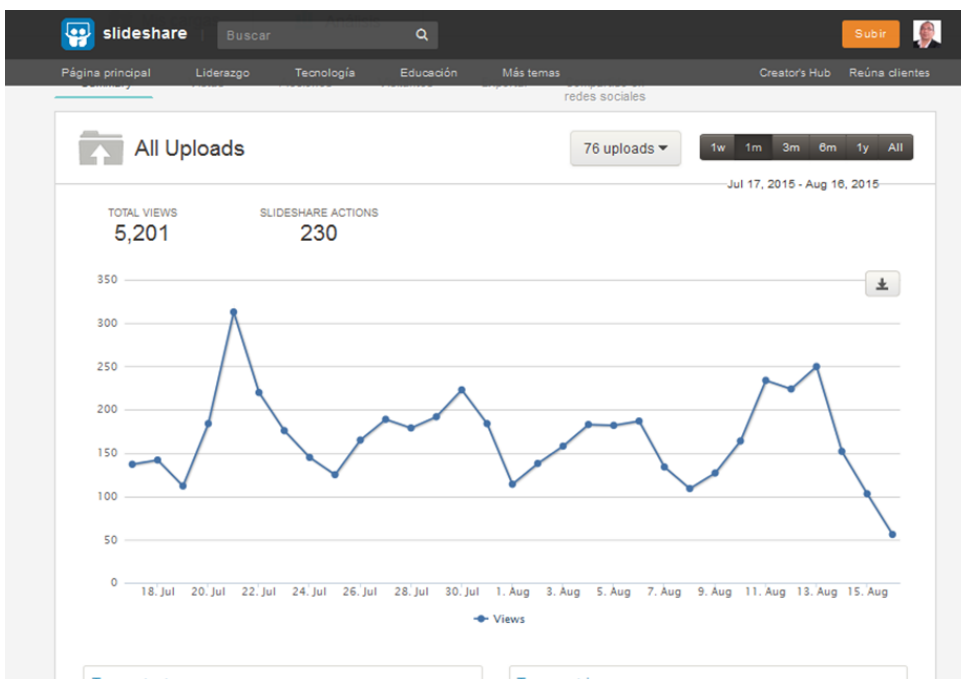 slideshare
Buscar
Subir
Página principal Liderazgo Tecnología Educación Más temas Creator's Hub Reúna clientes
redes sociales
All Uploads
76 uploads
1w 1m 3m 6m 1y All
Jul 17, 2015 - Aug 16, 2015
TOTAL VIEWS SLIDESHARE ACTIONS
5,201 230
350
300
250
200
150
100
50
0
18. Jul 20. Jul 22. Jul 24. Jul 26. Jul 28. Jul 30. Jul 1. Aug 3. Aug 5. Aug 7. Aug 9. Aug 11. Aug 13. Aug 15. Aug
Views